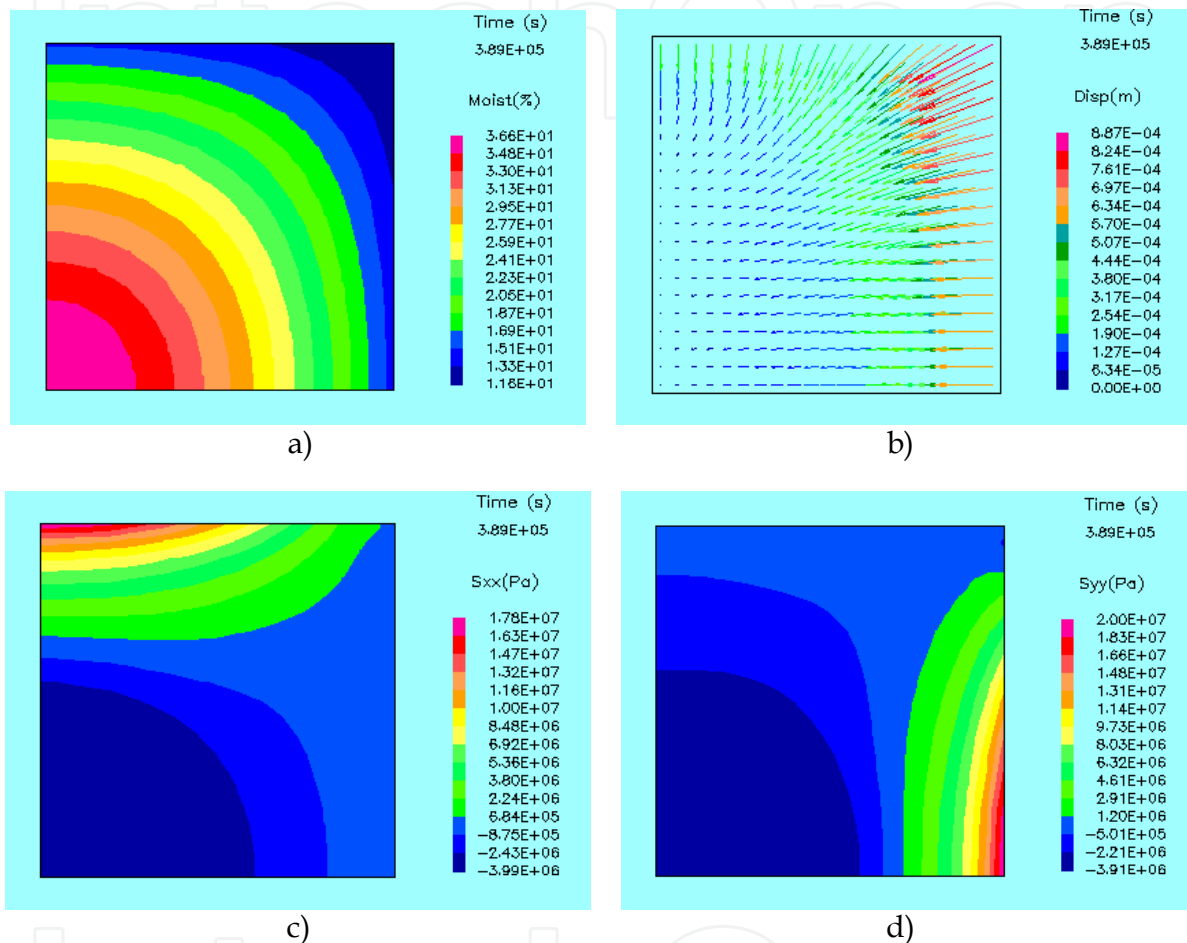 Time (s)
3.89E+05
Moist(%)
3.66E+01
3.48E+01
3.30E+01
3.13E+01
2.95E+01
2.77E+01
2.59E+01
2.41E+01
2.23E+01
2.05E+01
1.87E+01
1.69E+01
1.51E+01
1.33E+01
1.16E+01
a)
Time (s)
3.89E+05
Disp(m)
8.87E-04
8.24E-04
7.61E-04
6.97E-04
6.34E-04
5.70E-04
5.07E-04
4.44E-04
3.80E-04
3.17E-04
2.54E-04
1.90E-04
1.27E-04
6.34E-05
0.00E+00
b)
Time (s)
3.89E+05
Sxx(Pa)
1.78E+07
1.63E+07
1.47E+07
1.32E+07
1.16E+07
1.00E+07
8.48E+06
6.92E+06
5.36E+06
3.80E+06
2.24E+06
6.84E+05
-8.75E+05
-2.43E+06
-3.99E+06
c)
Time (s)
3.89E+05
Syy(Pa)
2.00E+07
1.83E+07
1.66E+07
1.48E+07
1.31E+07
1.14E+07
9.73E+06
8.03E+06
6.32E+06
4.61E+06
2.91E+06
1.20E+06
-5.01E+05
-2.21E+06
-3.91E+06
d)